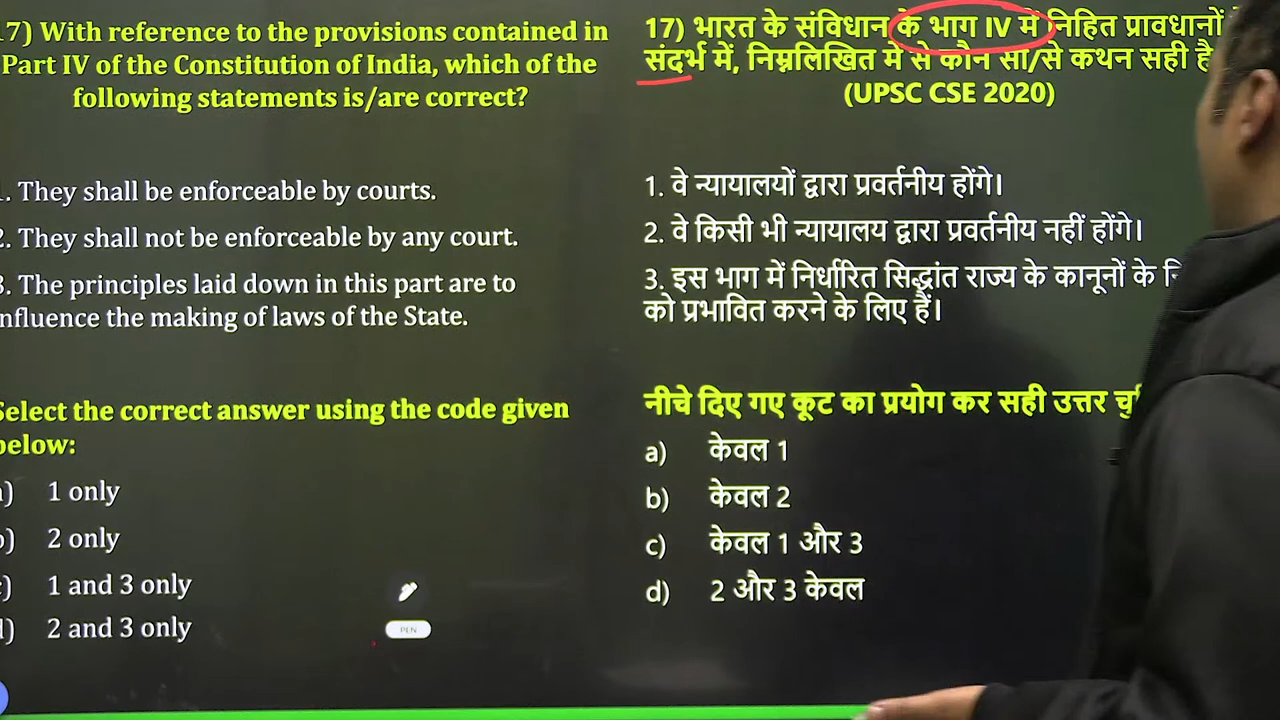 17) With reference to the provisions contained in
Part IV of the Constitution of India, which of the
following statements is/are correct?
1. They shall be enforceable by courts.
2. They shall not be enforceable by any court.
3. The principles laid down in this part are to
influence the making of laws of the State.
Select the correct answer using the code given
below:
a) 1 only
b) 2 only
c) 1 and 3 only
d) 2 and 3 only
PEN
17) भारत के संविधान के भाग IV में निहित प्रावधानों
संदर्भ में, निम्नलिखित में से कौन सा/से कथन सही है
(UPSC CSE 2020)
1. वे न्यायालयों द्वारा प्रवर्तनीय होंगे।
2. वे किसी भी न्यायालय द्वारा प्रवर्तनीय नहीं होंगे।
3. इस भाग में निर्धारित सिद्धांत राज्य के कानूनों के
को प्रभावित करने के लिए हैं।
नीचे दिए गए कूट का प्रयोग कर सही उत्तर
a) केवल 1
b) केवल 2
c) केवल 1 और 3
d) 2 और 3 केवल